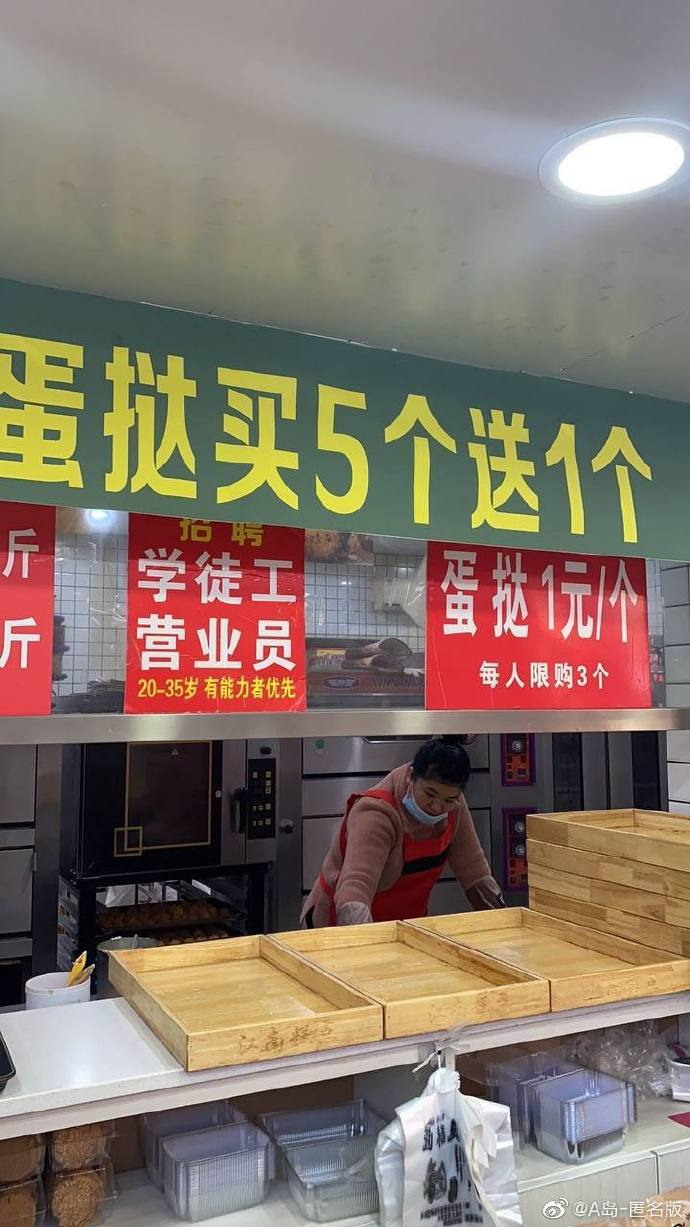 蛋挞买5个送1个
斤
斤
招聘
学徒工
营业员
20-35岁 有能力者优先
蛋挞1元/个
每人限购3个
@A岛-匿名版